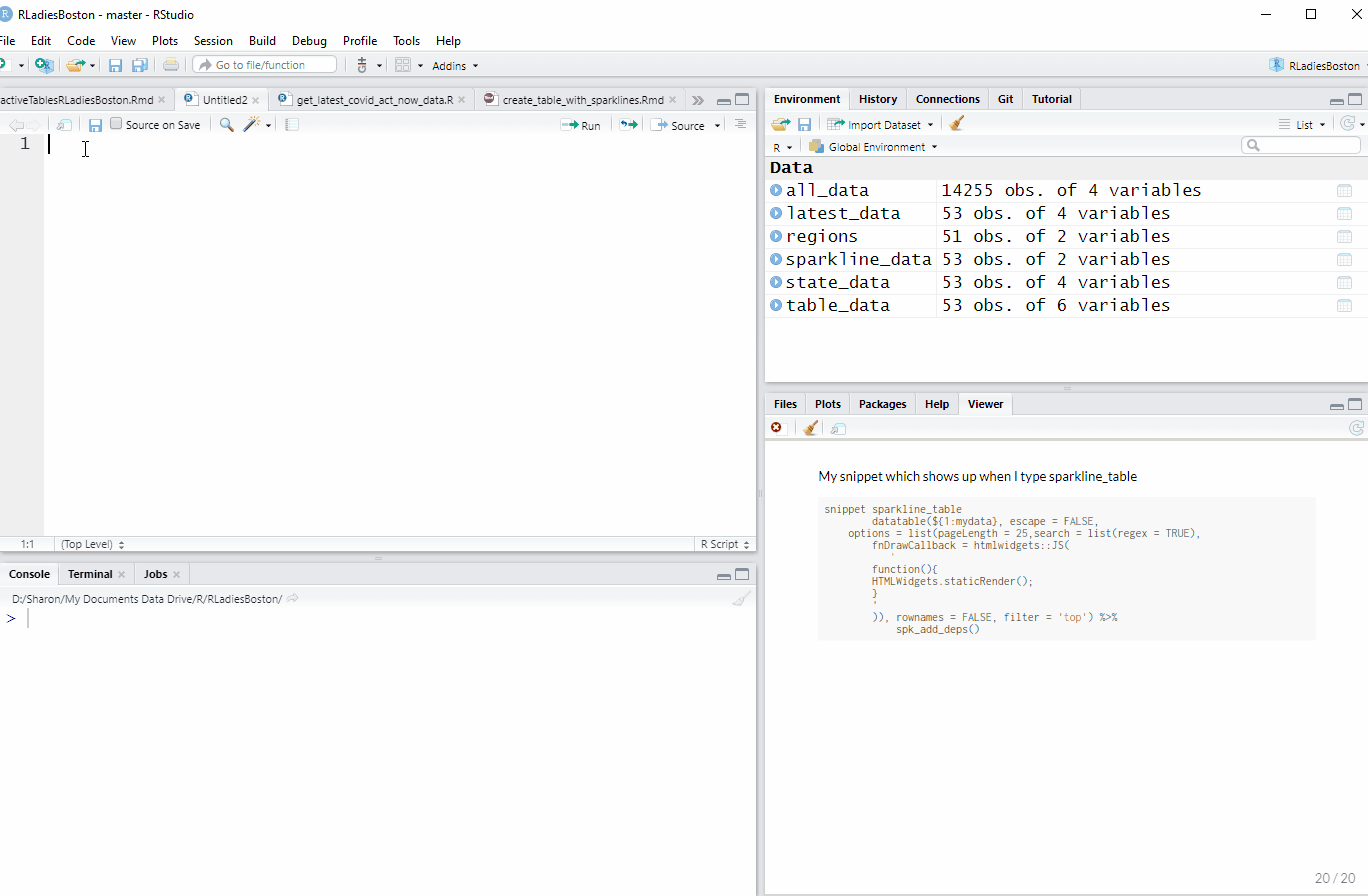 RLadiesBoston - master - RStudio
File Edit Code View Plots Session Build Debug Profile Tools Help
Go to file/function Addins RLadiesBoston
activeTablesRLadiesBoston.Rmd Untitled2 get_latest_covid_act_now_data.R create_table_with_sparklines.Rmd
Source on Save Run Source
1
1:1 (Top Level) R Script
Console Terminal Jobs
D:/Sharon/My Documents Data Drive/R/RLadiesBoston/
>
Environment History Connections Git Tutorial
Import Dataset List
R Global Environment
Data
all_data 14255 obs. of 4 variables
latest_data 53 obs. of 4 variables
regions 51 obs. of 2 variables
sparkline_data 53 obs. of 2 variables
state_data 53 obs. of 4 variables
table_data 53 obs. of 6 variables
Files Plots Packages Help Viewer
My snippet which shows up when I type sparkline_table
snippet sparkline_table
datatable(${1:mydata}, escape = FALSE,
options = list(pageLength = 25,search = list(regex = TRUE),
fnDrawCallback = htmlwidgets::JS(
'
function(){
HTMLWidgets.staticRender();
}
'
)), rownames = FALSE, filter = 'top') %>%
spk_add_deps()
20 / 20